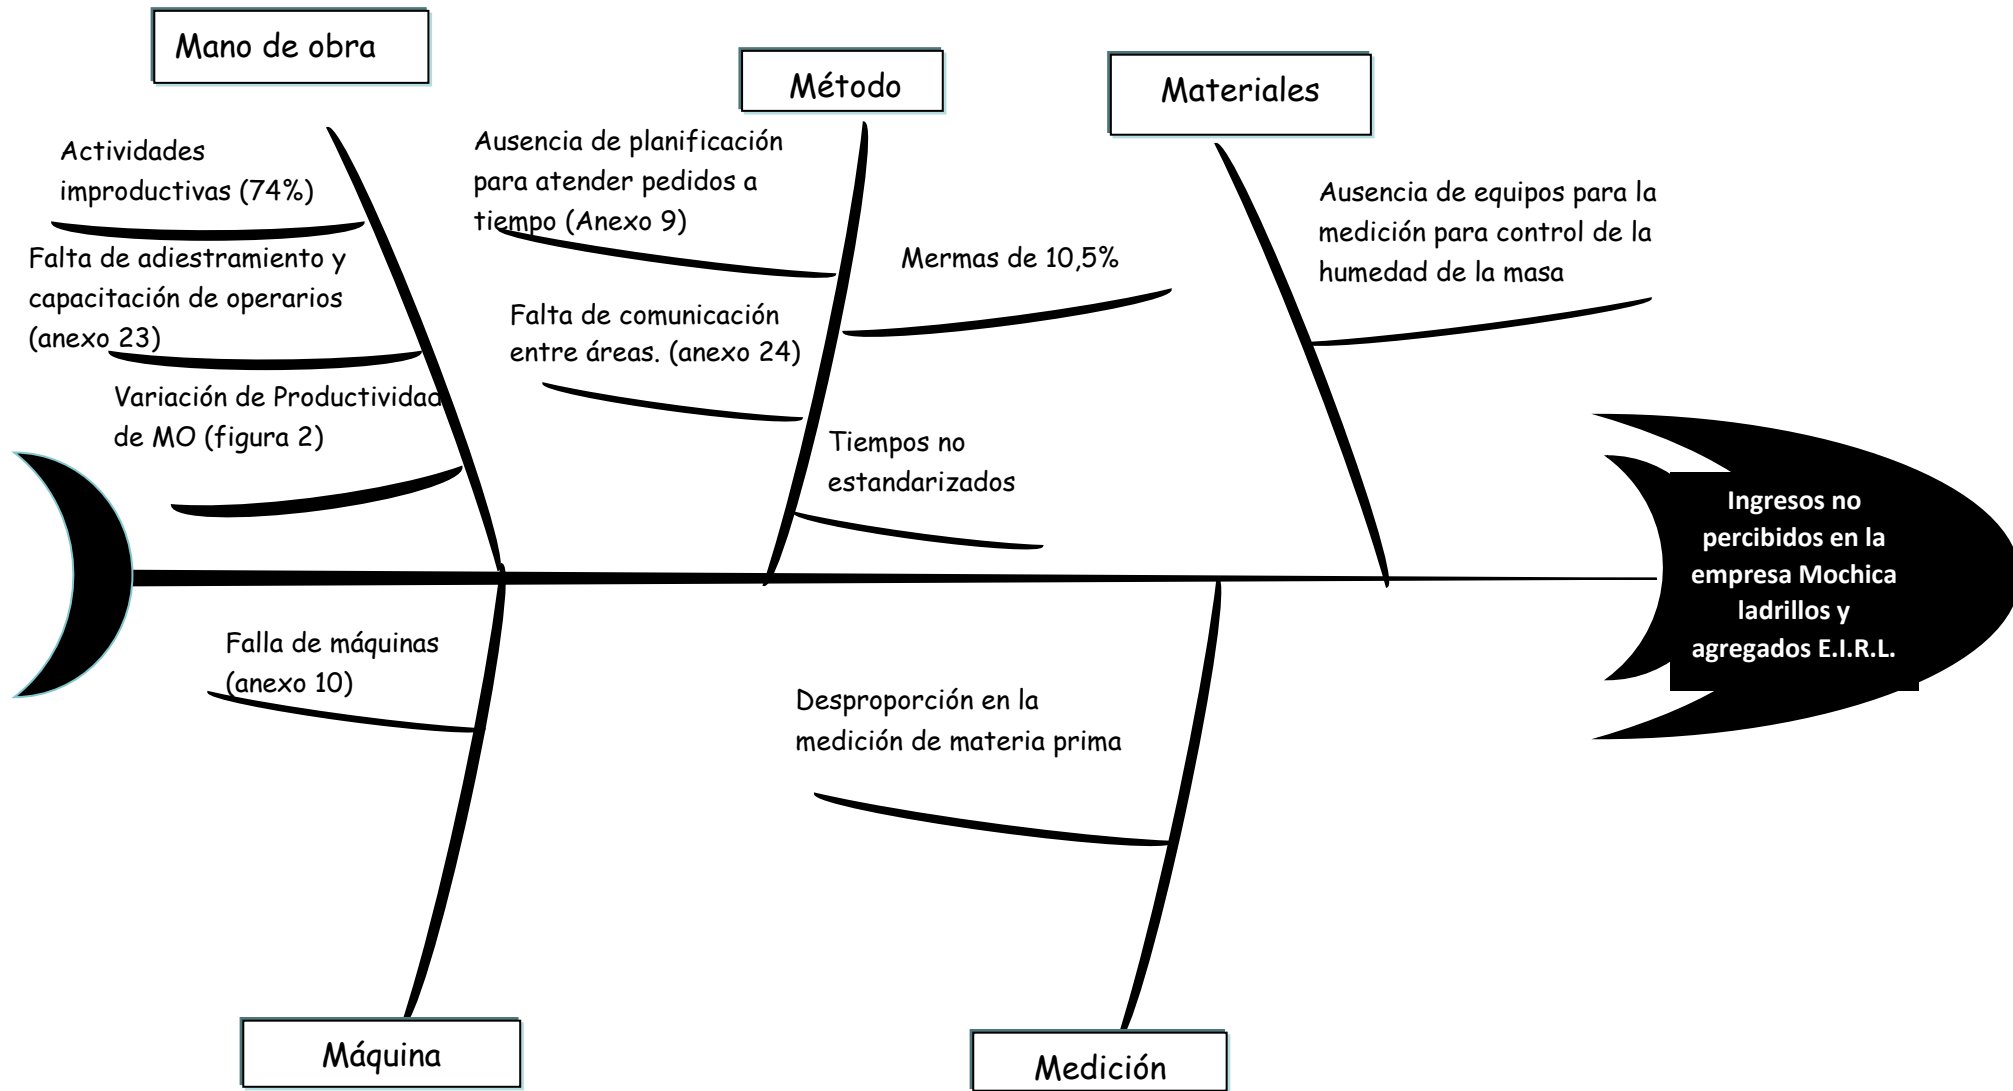 Mano de obra
Método
Materiales
Actividades
improductivas (74%)
Falta de adiestramiento y
capacitación de operarios
(anexo 23)
Variación de Productividad
de MO (figura 2)
Ausencia de planificación
para atender pedidos a
tiempo (Anexo 9)
Falta de comunicación
entre áreas. (anexo 24)
Mermas de 10,5%
Tiempos no
estandarizados
Ausencia de equipos para la
medición para control de la
humedad de la masa
Ingresos no
percibidos en la
empresa Mochica
ladrillos y
agregados E.I.R.L.
Falla de máquinas
(anexo 10)
Desproporción en la
medición de materia prima
Máquina
Medición